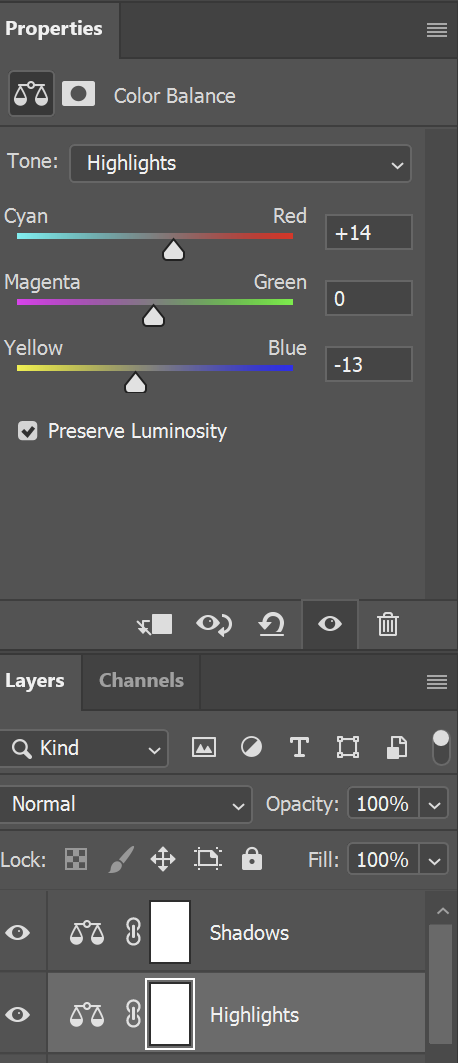 Properties
Color Balance
Tone: Highlights
Cyan Red +14
Magenta Green 0
Yellow Blue -13
Preserve Luminosity
Layers Channels
Kind
Normal Opacity: 100%
Lock: Fill: 100%
Shadows
Highlights